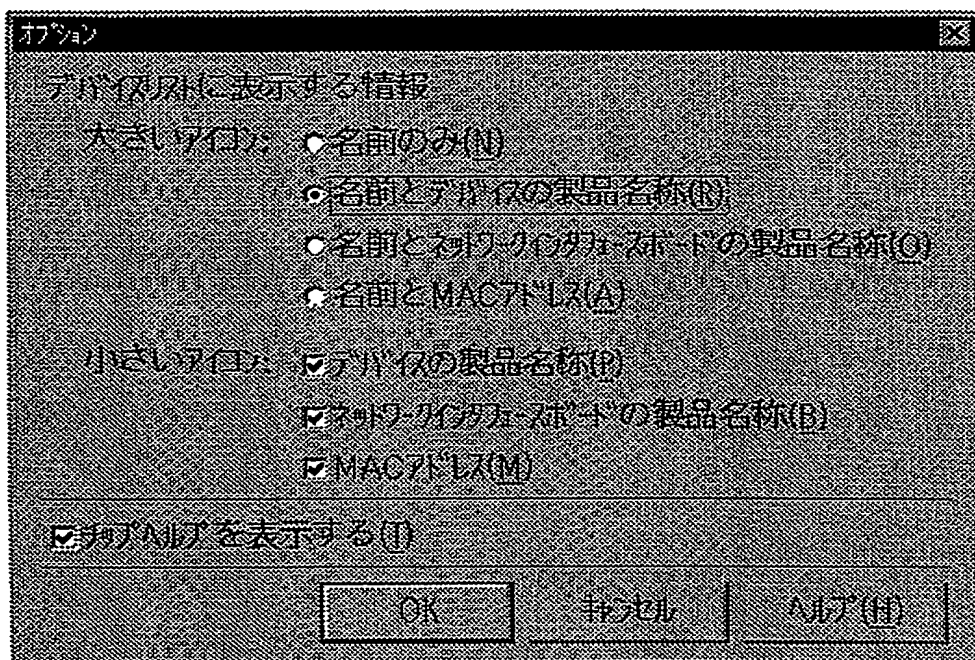 オプション
デバイスリストに表示する情報
大きいアイコン: 名前のみ(N)
名前とデバイスの製品名称(R)
名前とネットワークインタフェースボードの製品名称(O)
名前とMACアドレス(A)
小さいアイコン: デバイスの製品名称(P)
ネットワークインタフェースボードの製品名称(B)
MACアドレス(M)
チップヘルプを表示する(T)
OK キャンセル ヘルプ(H)